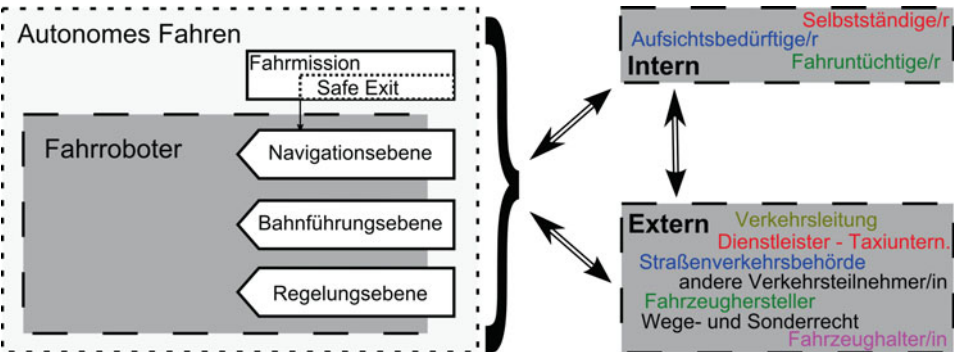 Autonomes Fahren
Fahrmission
Safe Exit
Fahrroboter
Navigationsebene
Bahnführungsebene
Regelungsebene
Selbstständige/r
Aufsichtsbedürftige/r
Intern Fahruntüchtige/r
Extern Verkehrsleitung
Dienstleister - Taxiuntern.
Straßenverkehrsbehörde
andere Verkehrsteilnehmer/in
Fahrzeughersteller
Wege- und Sonderrecht
Fahrzeughalter/in